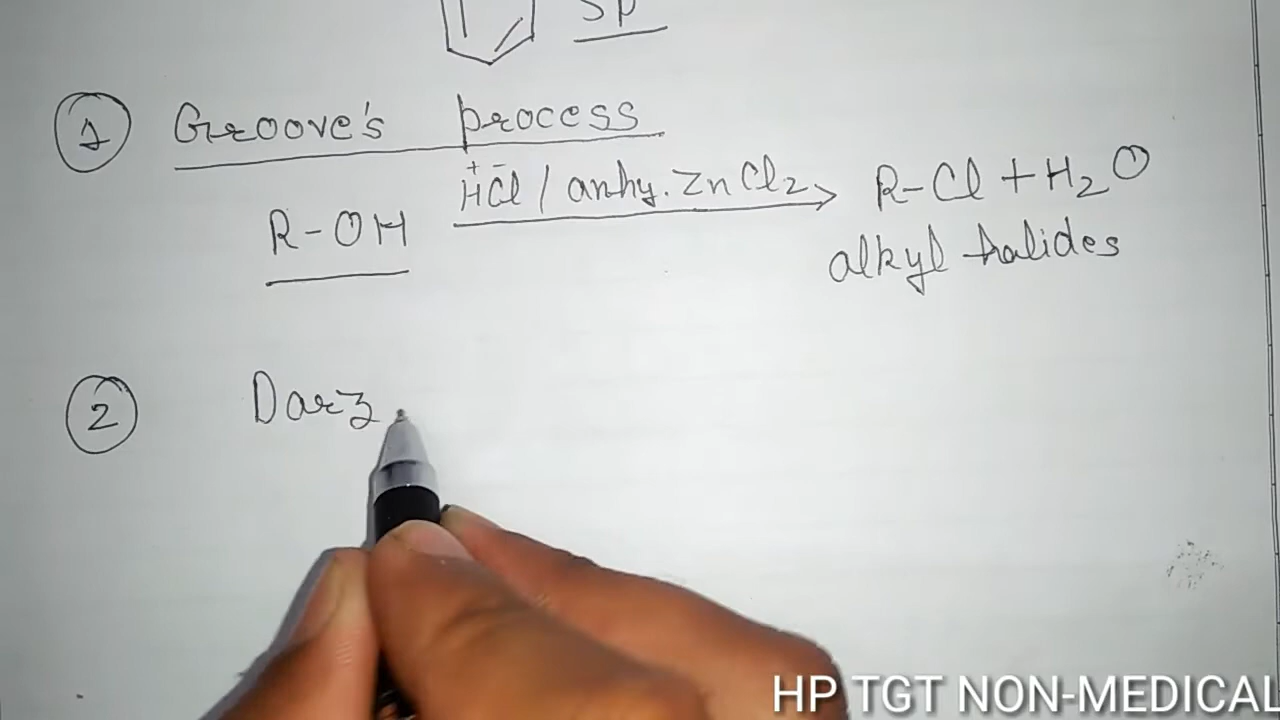 Sp
1 Groove's process
R-OH HCl / anhy. ZnCl2 → R-Cl + H2O
alkyl halides
2 Darz
HP TGT NON-MEDICAL